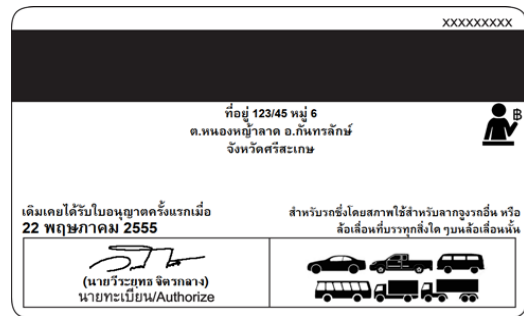 XXXXXXXXX
ที่อยู่ 123/45 หมู่ 6
ต.หนองหญ้าลาด อ.กันทรลักษ์
จังหวัดศรีสะเกษ
B
เดิมเคยได้รับใบอนุญาตครั้งแรกเมื่อ
22 พฤษภาคม 2555
สำหรับรถซึ่งโดยสภาพใช้สำหรับลากจูงรถอื่น หรือ
ล้อเลื่อนที่บรรทุกสิ่งใด ๆบนล้อเลื่อนนั้น
(นายวีระยุทธ จิตรกลาง)
นายทะเบียน/Authorize